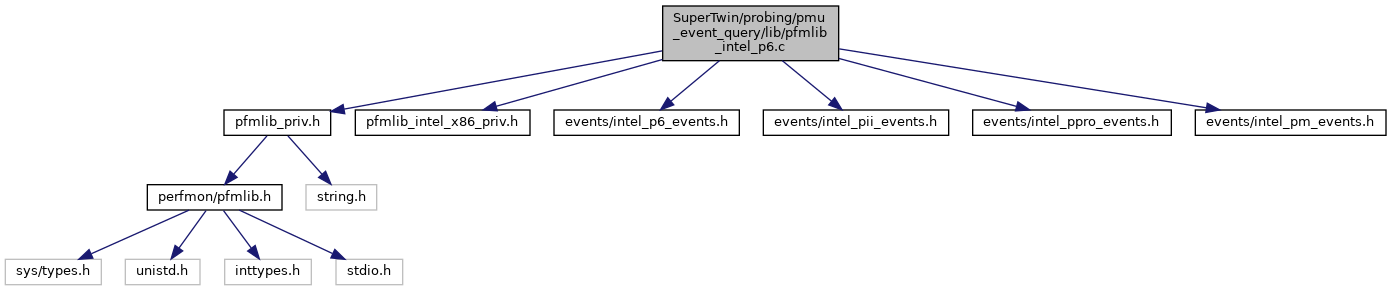 SuperTwin/probing/pmu
_event_query/lib/pfmlib
_intel_p6.c
pfmlib_priv.h
pfmlib_intel_x86_priv.h
events/intel_p6_events.h
events/intel_pii_events.h
events/intel_ppro_events.h
events/intel_pm_events.h
perfmon/pfmlib.h
string.h
sys/types.h
unistd.h
inttypes.h
stdio.h